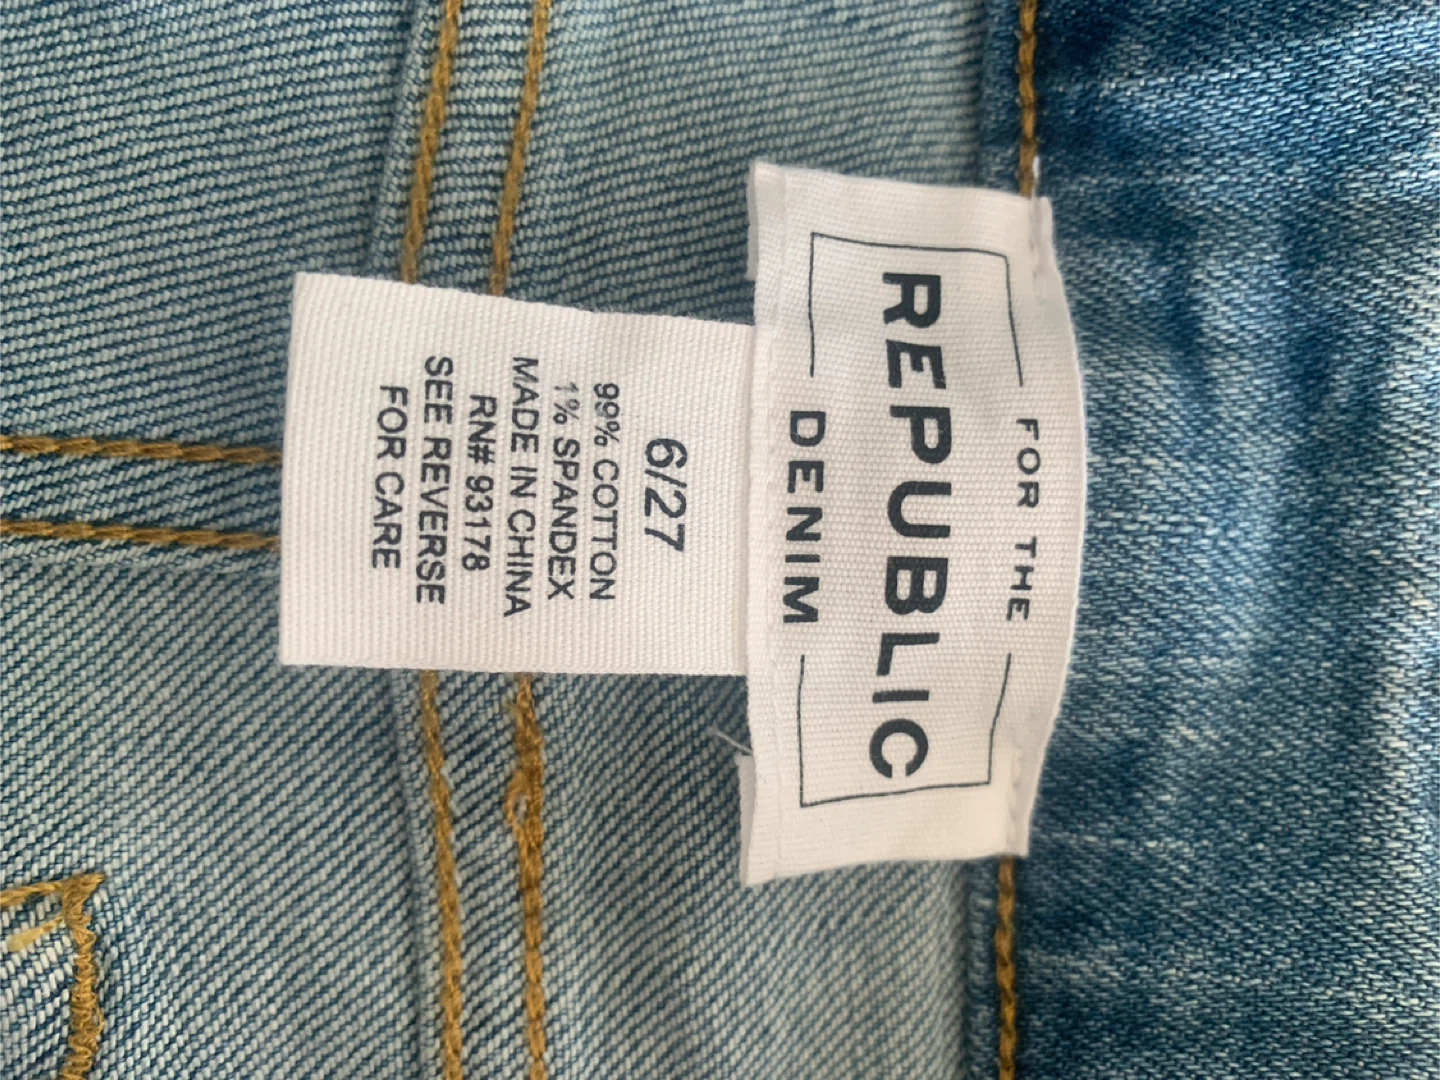 FOR THE
REPUBLIC
DENIM
6/27
99% COTTON
1% SPANDEX
MADE IN CHINA
RN# 93178
SEE REVERSE
FOR CARE